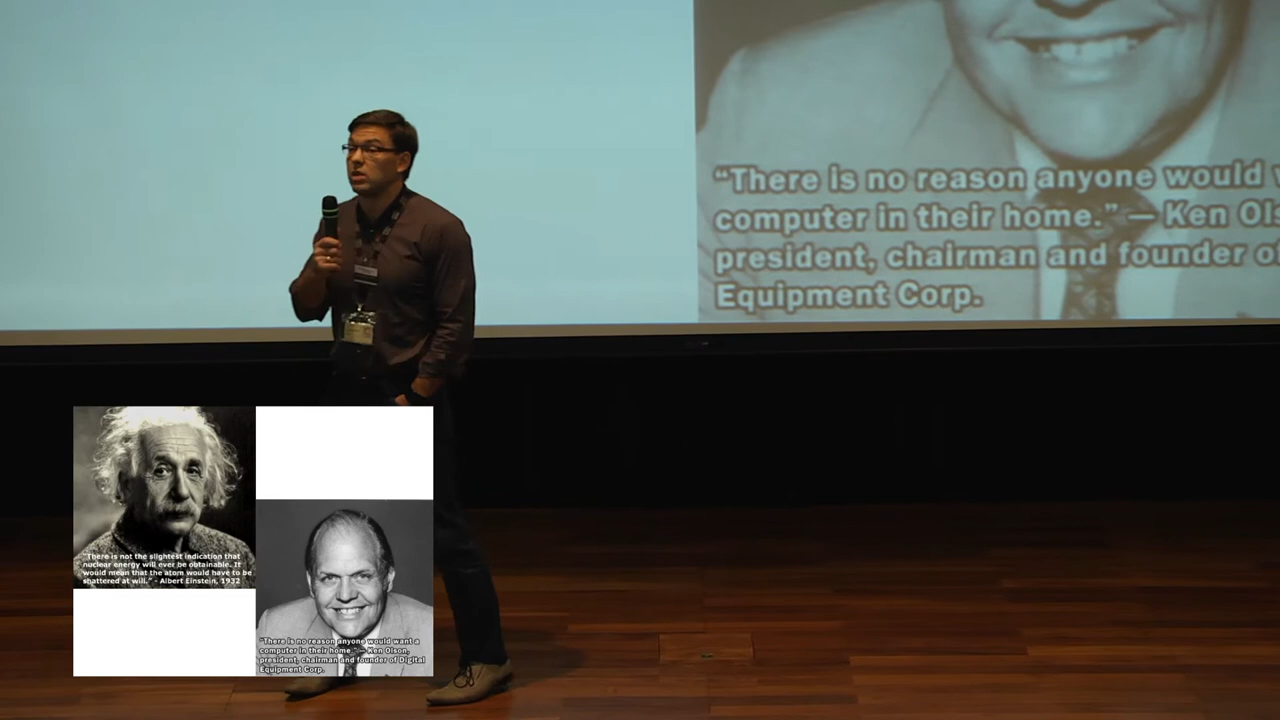 “There is no reason anyone would
computer in their home.” — Ken Ol
president, chairman and founder of
Equipment Corp.
"There is not the slightest indication that
nuclear energy will ever be obtainable. It
would mean that the atom would have to be
shattered at will." - Albert Einstein, 1932
“There is no reason anyone would want a
computer in their home.” — Ken Olson,
president, chairman and founder of Digital
Equipment Corp.